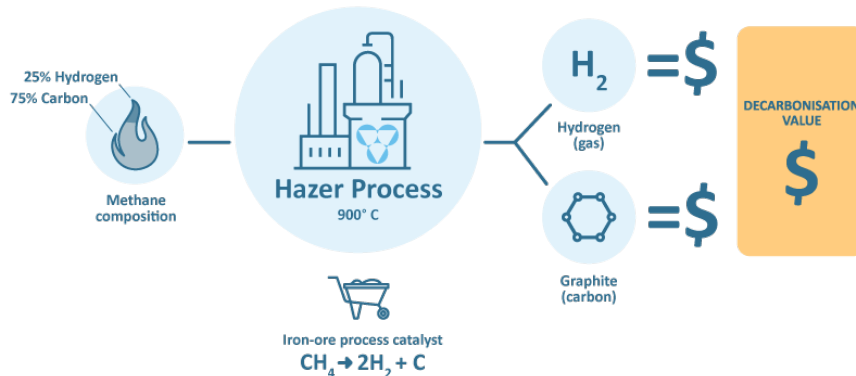 25% Hydrogen
75% Carbon
Methane
composition
Hazer Process
900° C
Iron-ore process catalyst
CH₄ → 2H₂ + C
H₂
=$
Hydrogen
(gas)
=$
Graphite
(carbon)
DECARBONISATION
VALUE
$